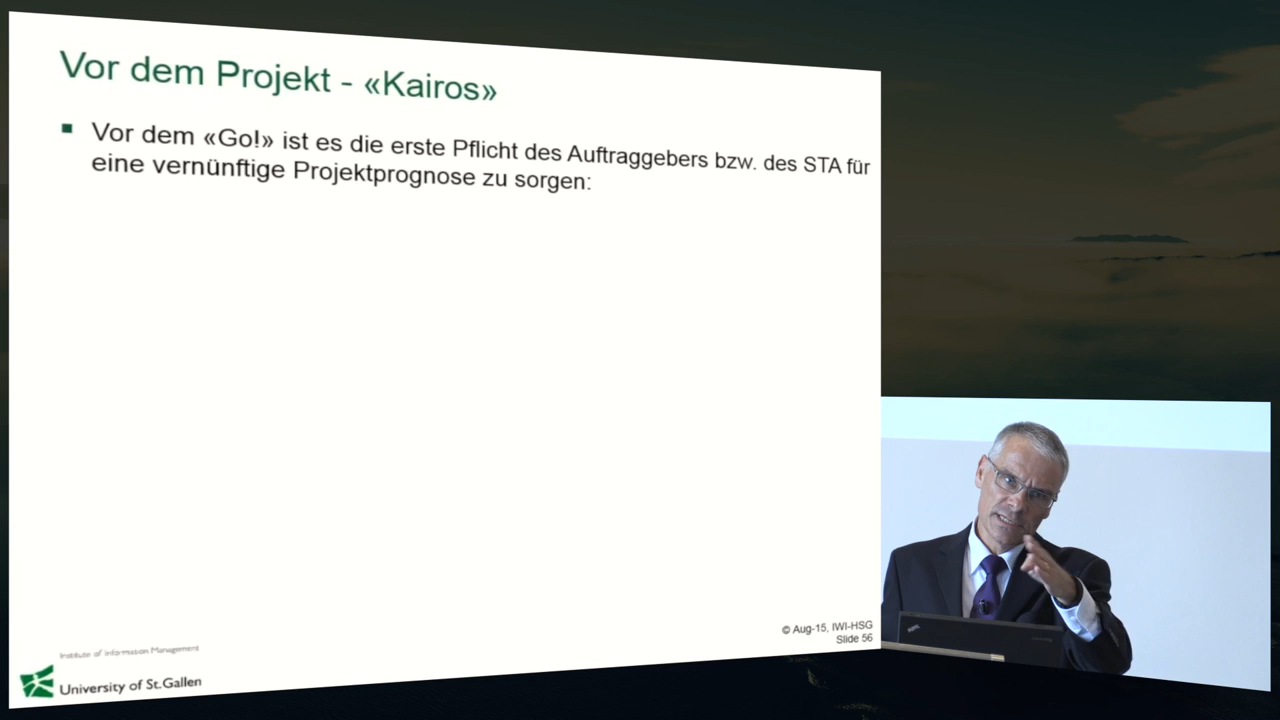 Vor dem Projekt - «Kairos»
Vor dem «Go!» ist es die erste Pflicht des Auftraggebers bzw. des STA für
eine vernünftige Projektprognose zu sorgen:
© Aug-15, IWI-HSG
Slide 56
Institute of Information Management
University of St.Gallen